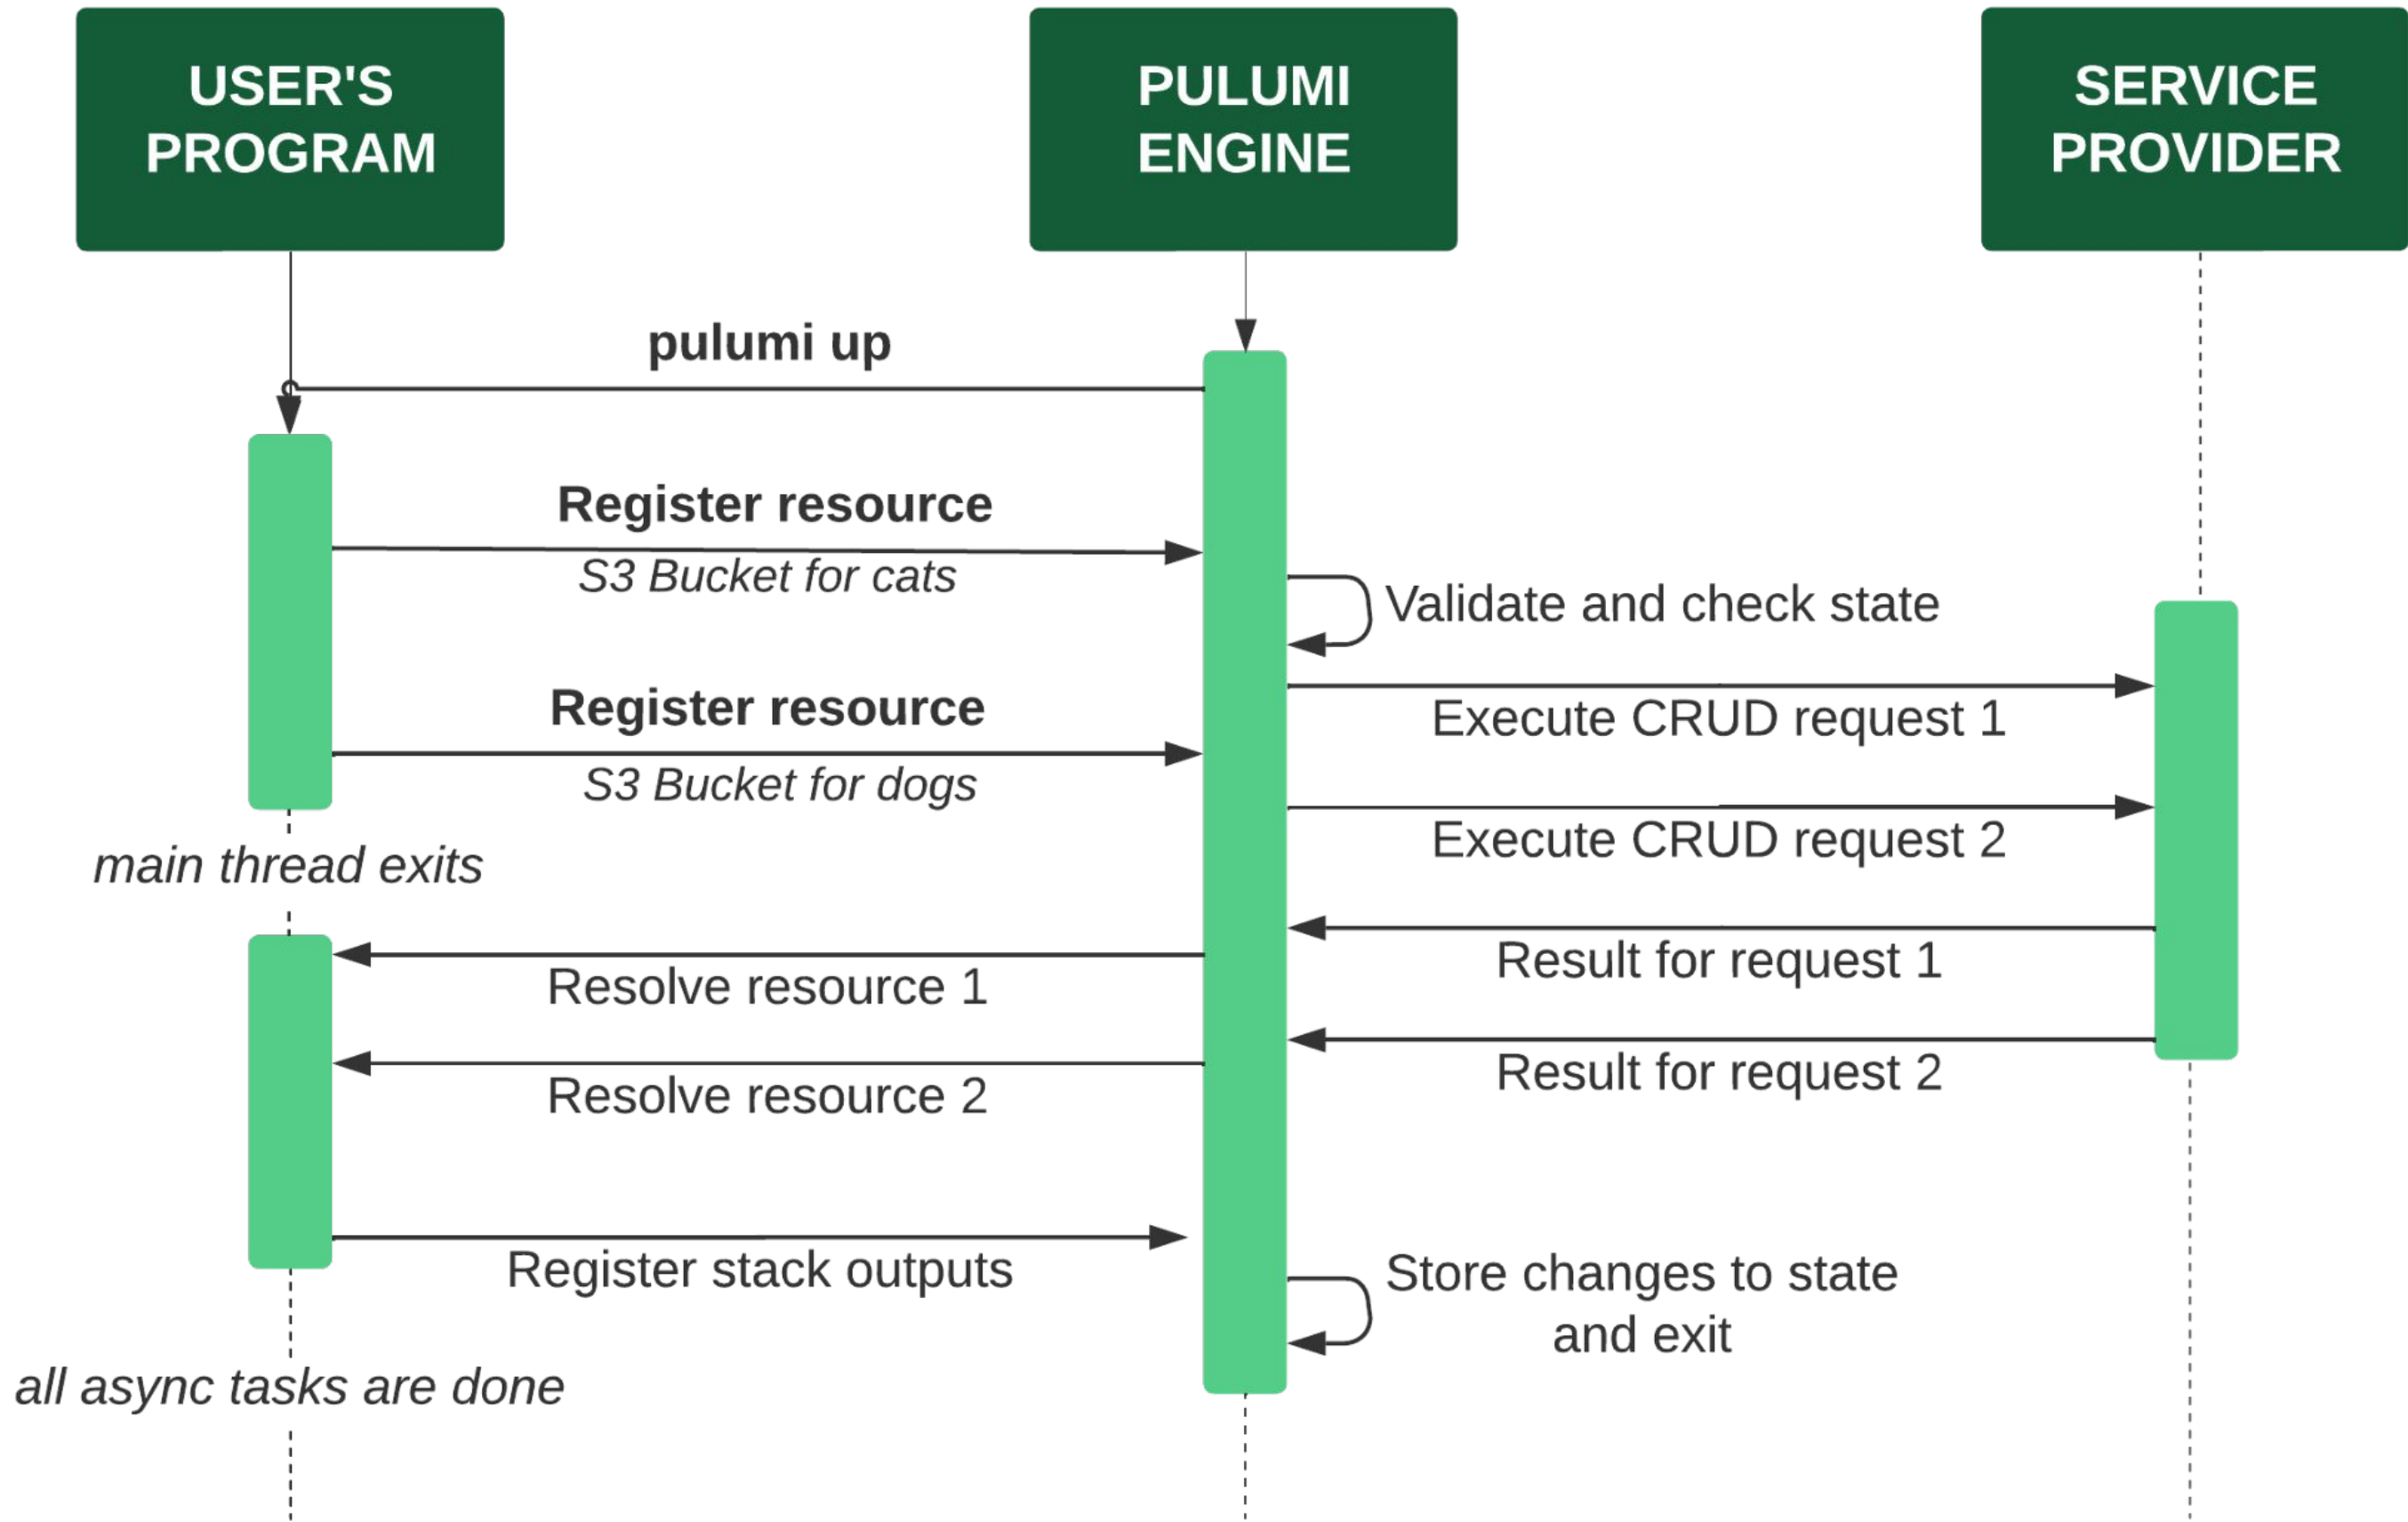 USER'S
PROGRAM
PULUMI
ENGINE
SERVICE
PROVIDER
pulumi up
Register resource
S3 Bucket for cats
Validate and check state
Register resource
S3 Bucket for dogs
Execute CRUD request 1
Execute CRUD request 2
main thread exits
Result for request 1
Resolve resource 1
Result for request 2
Resolve resource 2
Register stack outputs
Store changes to state
and exit
all async tasks are done